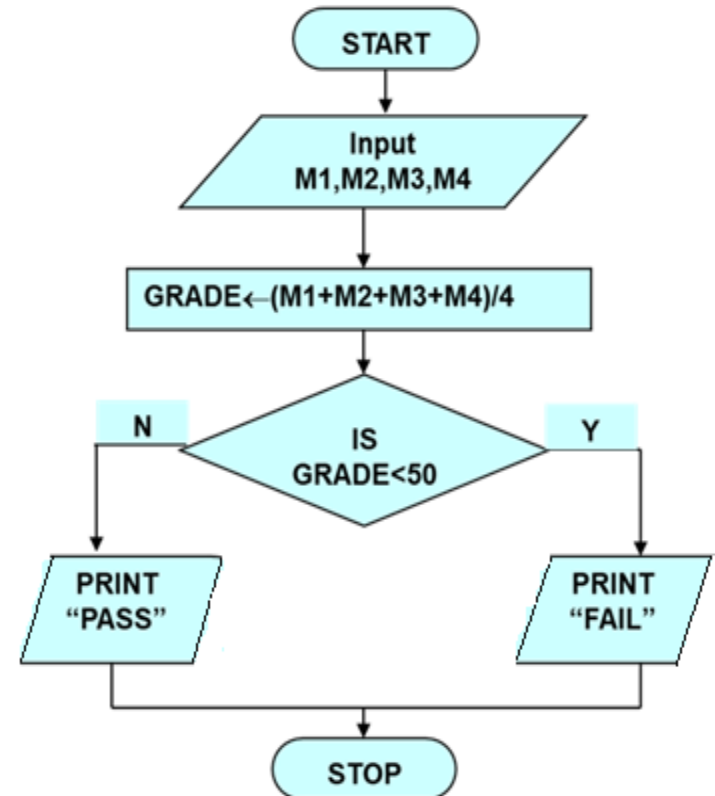 START
Input
M1,M2,M3,M4
GRADE←(M1+M2+M3+M4)/4
IS
GRADE<50
N
Y
PRINT
“PASS”
PRINT
“FAIL”
STOP